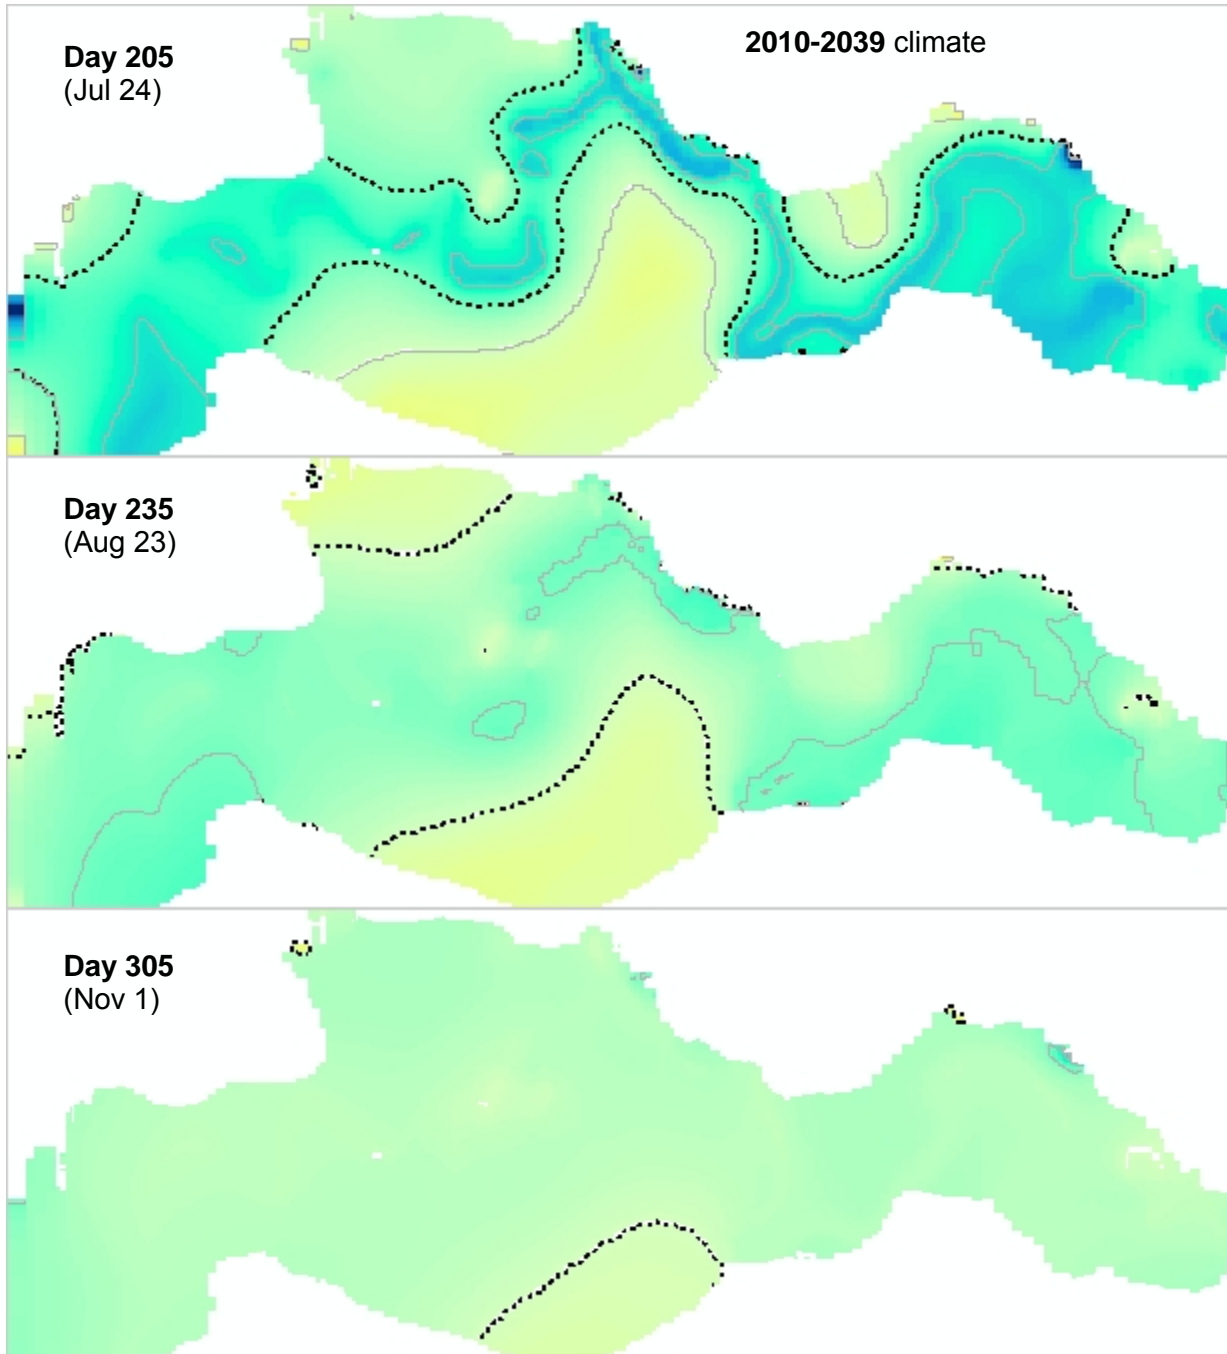 Day 205
(Jul 24)
2010-2039 climate
Day 235
(Aug 23)
Day 305
(Nov 1)